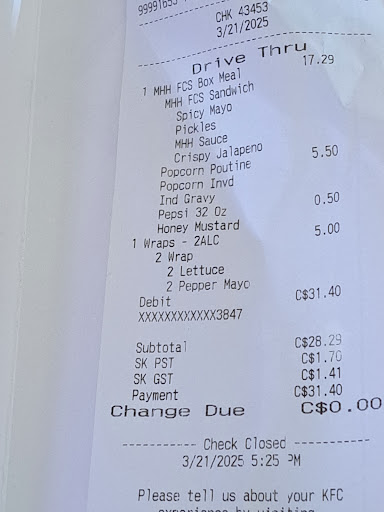 CHK 43453
3/21/2025
Drive Thru
1 MHH FCS Box Meal 17.29
MHH FCS Sandwich
Spicy Mayo
Pickles
MHH Sauce
Crispy Jalapeno
Popcorn Poutine 5.50
Popcorn Invd
Ind Gravy
Pepsi 32 Oz
Honey Mustard 0.50
1 Wraps - 2ALC 5.00
2 Wrap
2 Lettuce
2 Pepper Mayo
Debit C$31.40
XXXXXXXXXXXX3847
Subtotal C$28.29
SK PST C$1.70
SK GST C$1.41
Payment C$31.40
Change Due C$0.00
----------- Check Closed -----------
3/21/2025 5:25 PM
Please tell us about your KFC